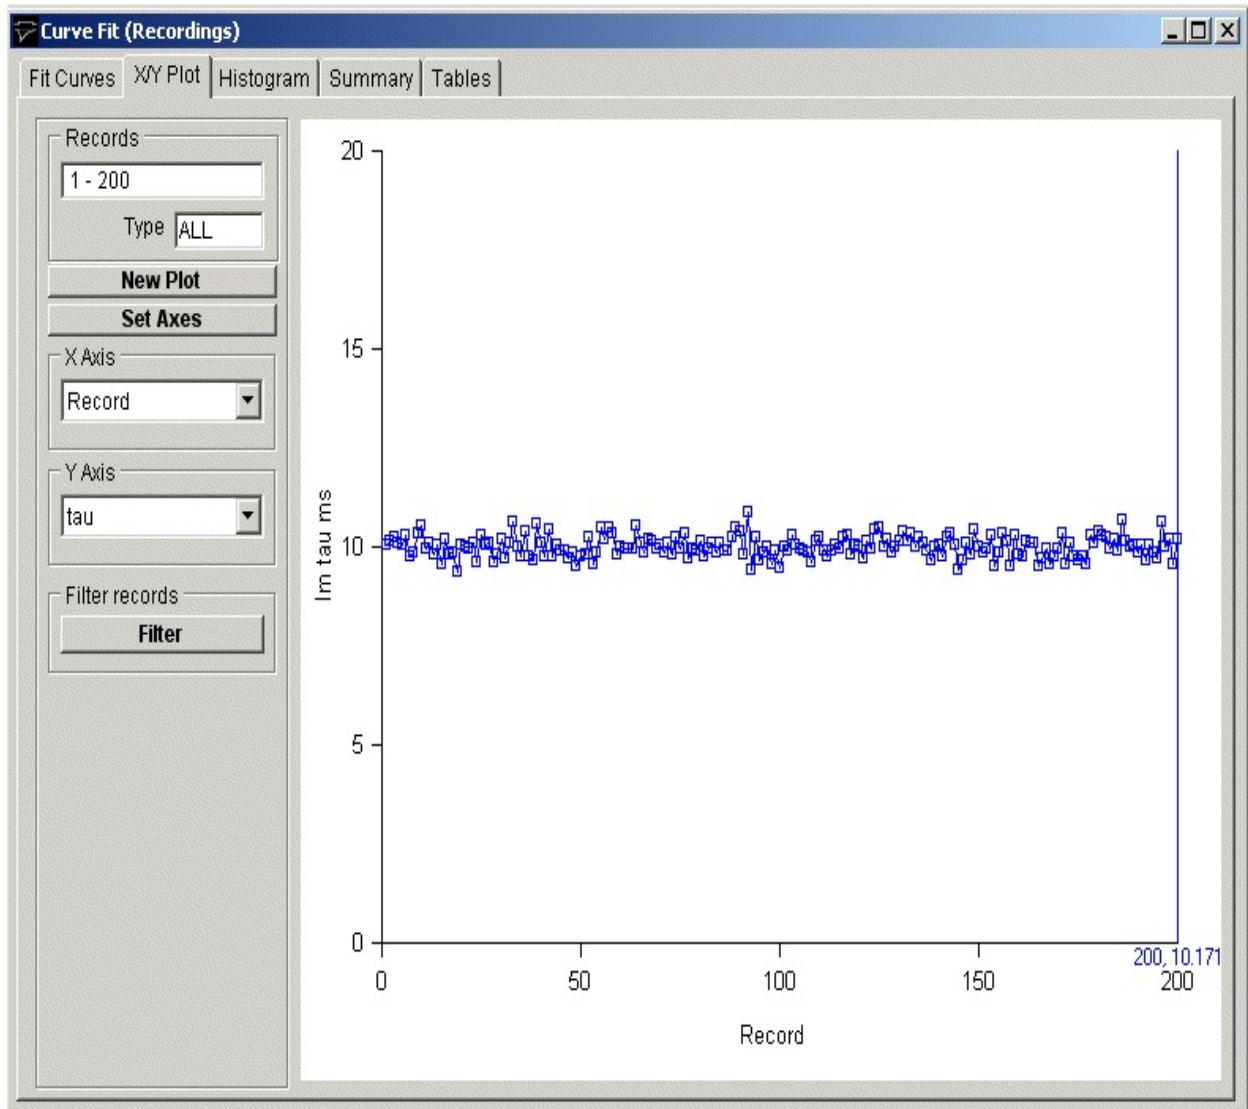 Curve Fit (Recordings)
Fit Curves X/Y Plot Histogram Summary Tables
Records
1 - 200
Type ALL
New Plot
Set Axes
X Axis
Record
Y Axis
tau
Filter records
Filter
20
15
10
5
0
Im tau ms
200, 10.171
0 50 100 150 200
Record